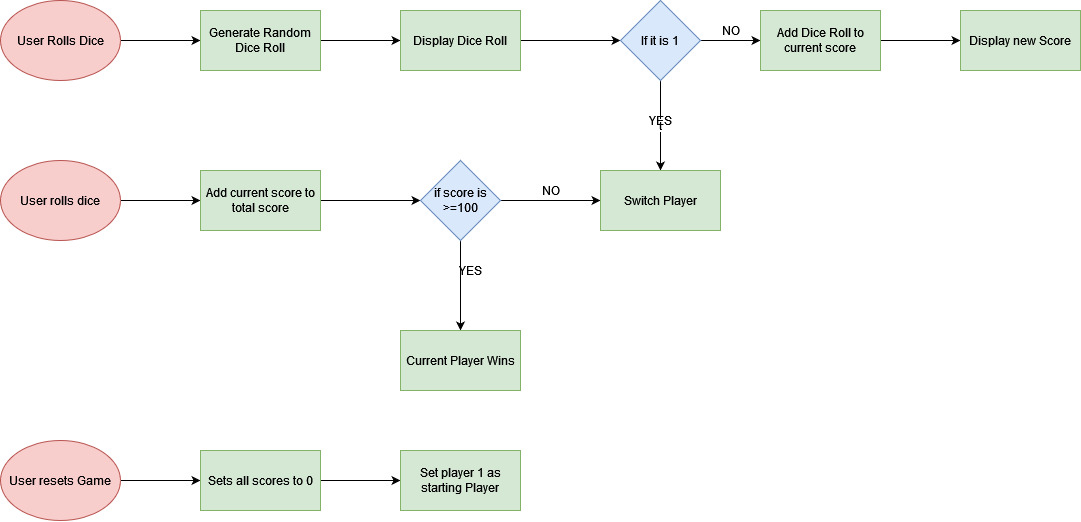 User Rolls Dice
Generate Random
Dice Roll
Display Dice Roll
If it is 1
NO
Add Dice Roll to
current score
Display new Score
YES
User rolls dice
Add current score to
total score
if score is
>=100
NO
Switch Player
YES
Current Player Wins
User resets Game
Sets all scores to 0
Set player 1 as
starting Player